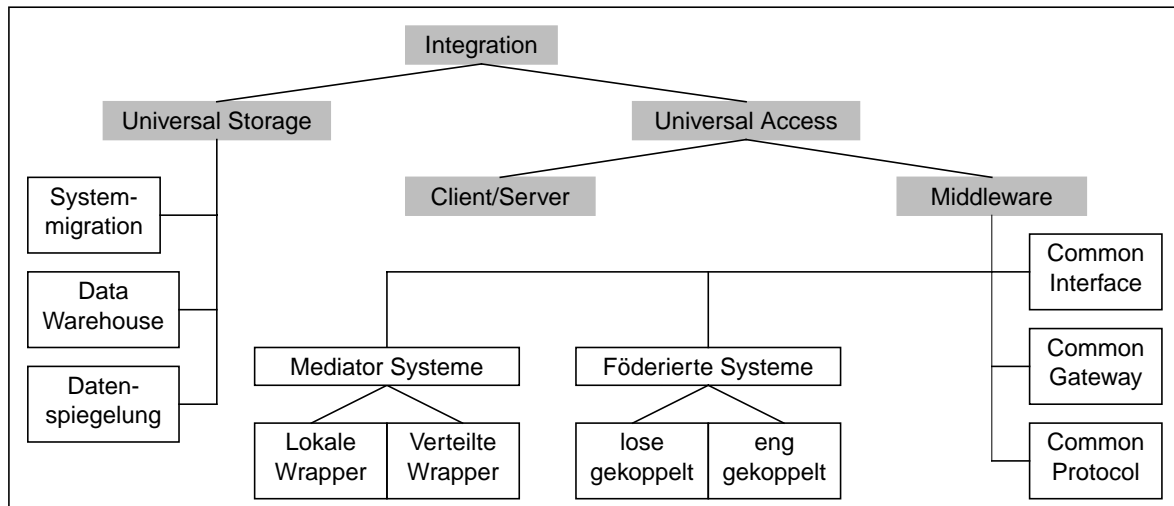 Integration
Universal Storage
Universal Access
Client/Server
Middleware
System-
migration
Data
Warehouse
Daten-
spiegelung
Mediator Systeme
Föderierte Systeme
Lokale
Wrapper
Verteilte
Wrapper
lose
gekoppelt
eng
gekoppelt
Common
Interface
Common
Gateway
Common
Protocol